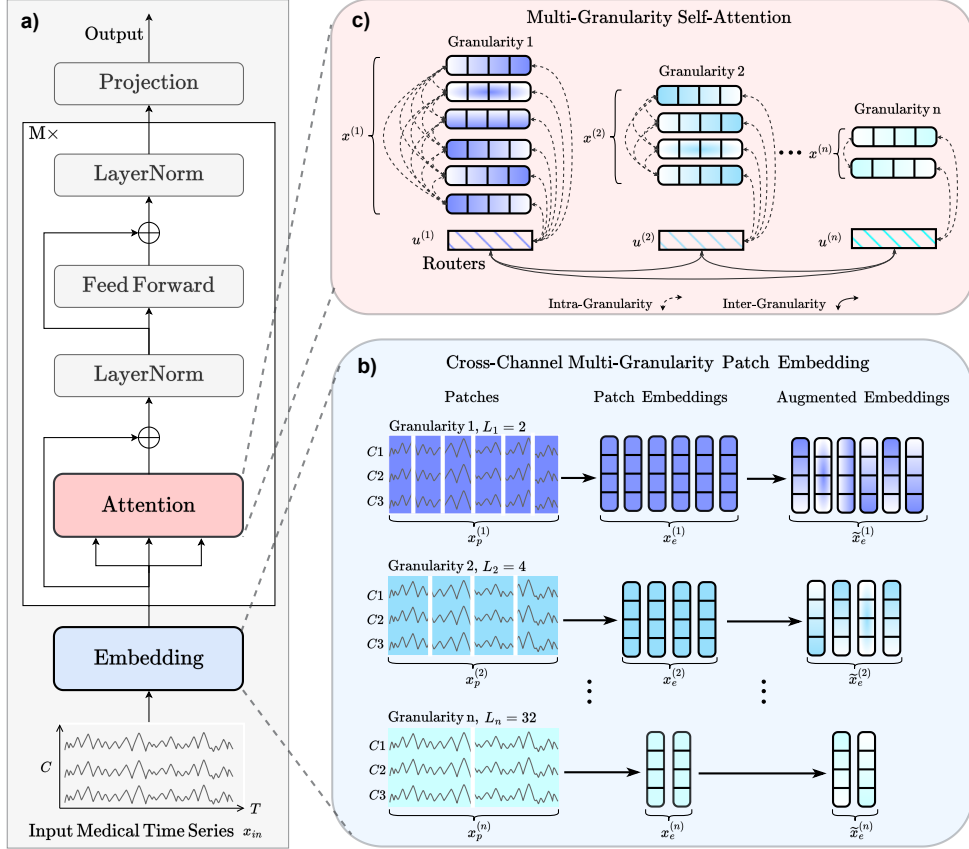 a)
Output
Projection
M×
LayerNorm
Feed Forward
LayerNorm
Attention
Embedding
C
T
Input Medical Time Series x_{in}
c)
Multi-Granularity Self-Attention
Granularity 1
Granularity 2
Granularity n
x^{(1)}
x^{(2)}
x^{(n)}
u^{(1)}
u^{(2)}
u^{(n)}
Routers
Intra-Granularity
Inter-Granularity
b)
Cross-Channel Multi-Granularity Patch Embedding
Patches
Patch Embeddings
Augmented Embeddings
Granularity 1, L_1 = 2
C1
C2
C3
x_p^{(1)}
x_e^{(1)}
x̃_e^{(1)}
Granularity 2, L_2 = 4
C1
C2
C3
x_p^{(2)}
x_e^{(2)}
x̃_e^{(2)}
Granularity n, L_n = 32
C1
C2
C3
x_p^{(n)}
x_e^{(n)}
x̃_e^{(n)}